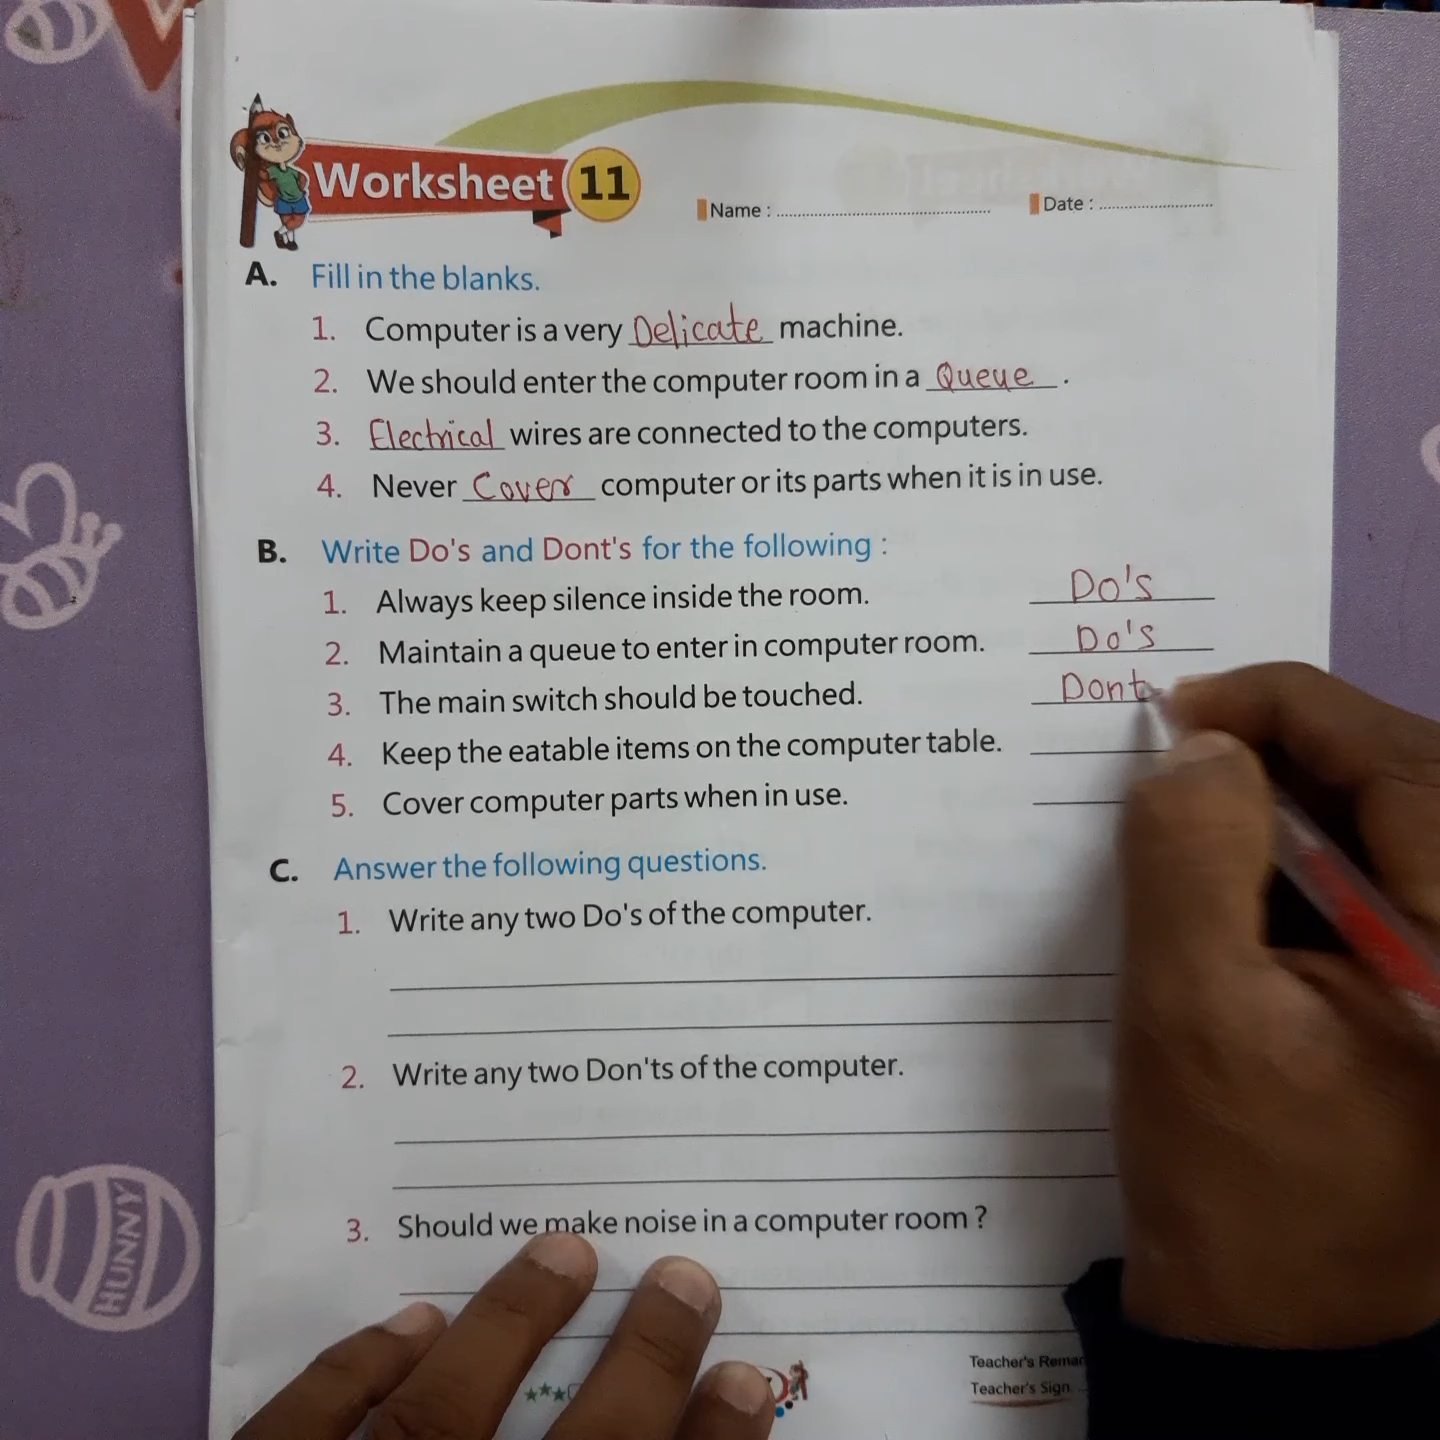 Worksheet 11
Name : Date :
A. Fill in the blanks.
1. Computer is a very Delicate machine.
2. We should enter the computer room in a Queue .
3. Electrical wires are connected to the computers.
4. Never Cover computer or its parts when it is in use.
B. Write Do's and Dont's for the following :
1. Always keep silence inside the room. Do's
2. Maintain a queue to enter in computer room. Do's
3. The main switch should be touched. Dont
4. Keep the eatable items on the computer table.
5. Cover computer parts when in use.
C. Answer the following questions.
1. Write any two Do's of the computer.
2. Write any two Don'ts of the computer.
3. Should we make noise in a computer room ?
Teacher's
Teacher's Sign
HUNNY